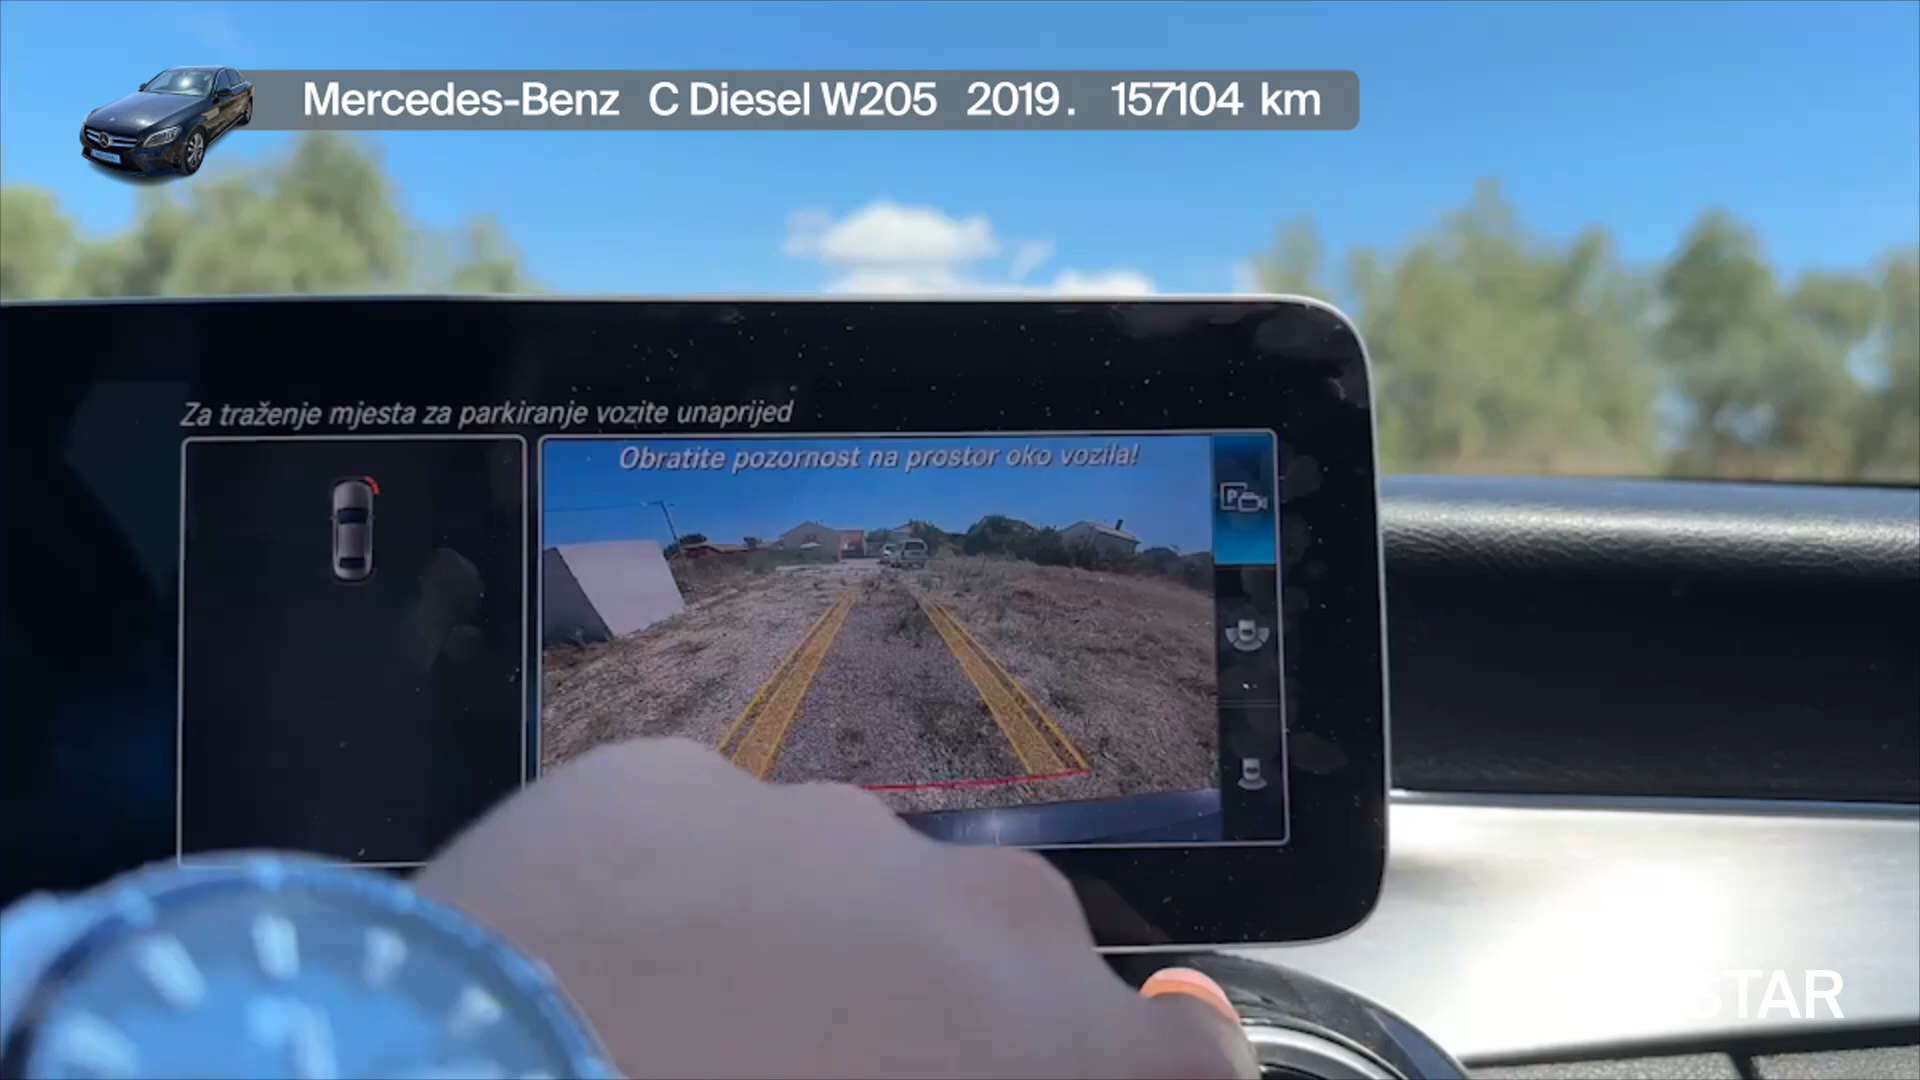 Mercedes-Benz C Diesel W205 2019. 157104 km
Za traženje mjesta za parkiranje vozite unaprijed
Obratite pozornost na prostor oko vozila!
P
NEOSTAR